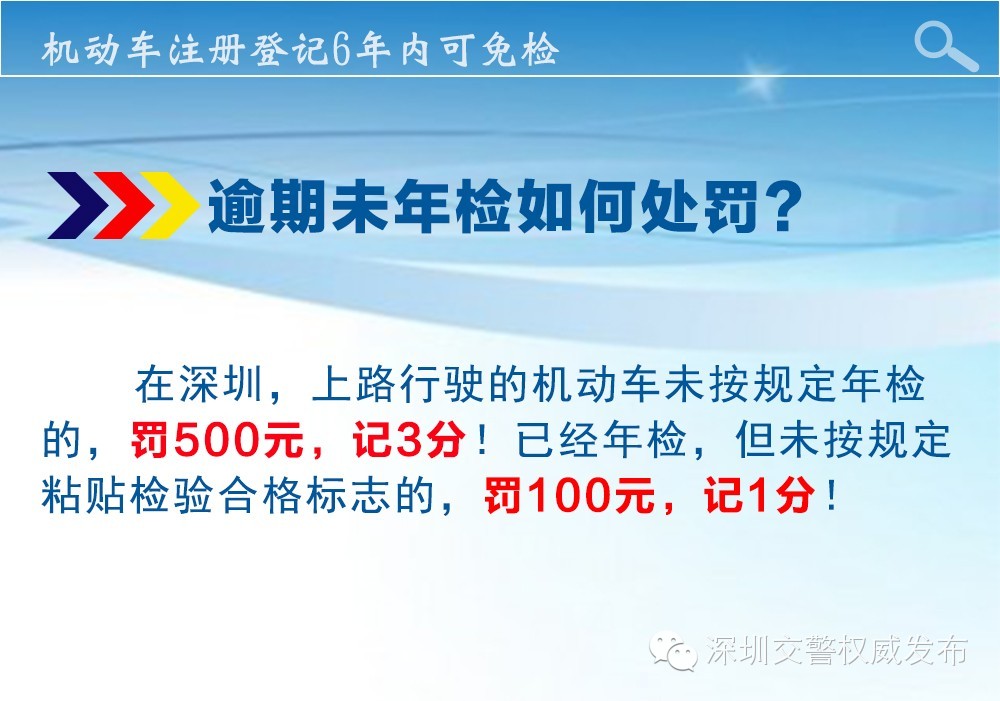 机动车注册登记6年内可免检
逾期未年检如何处罚?
在深圳，上路行驶的机动车未按规定年检
的，罚500元，记3分！已经年检，但未按规定
粘贴检验合格标志的，罚100元，记1分！
深圳交警权威发布